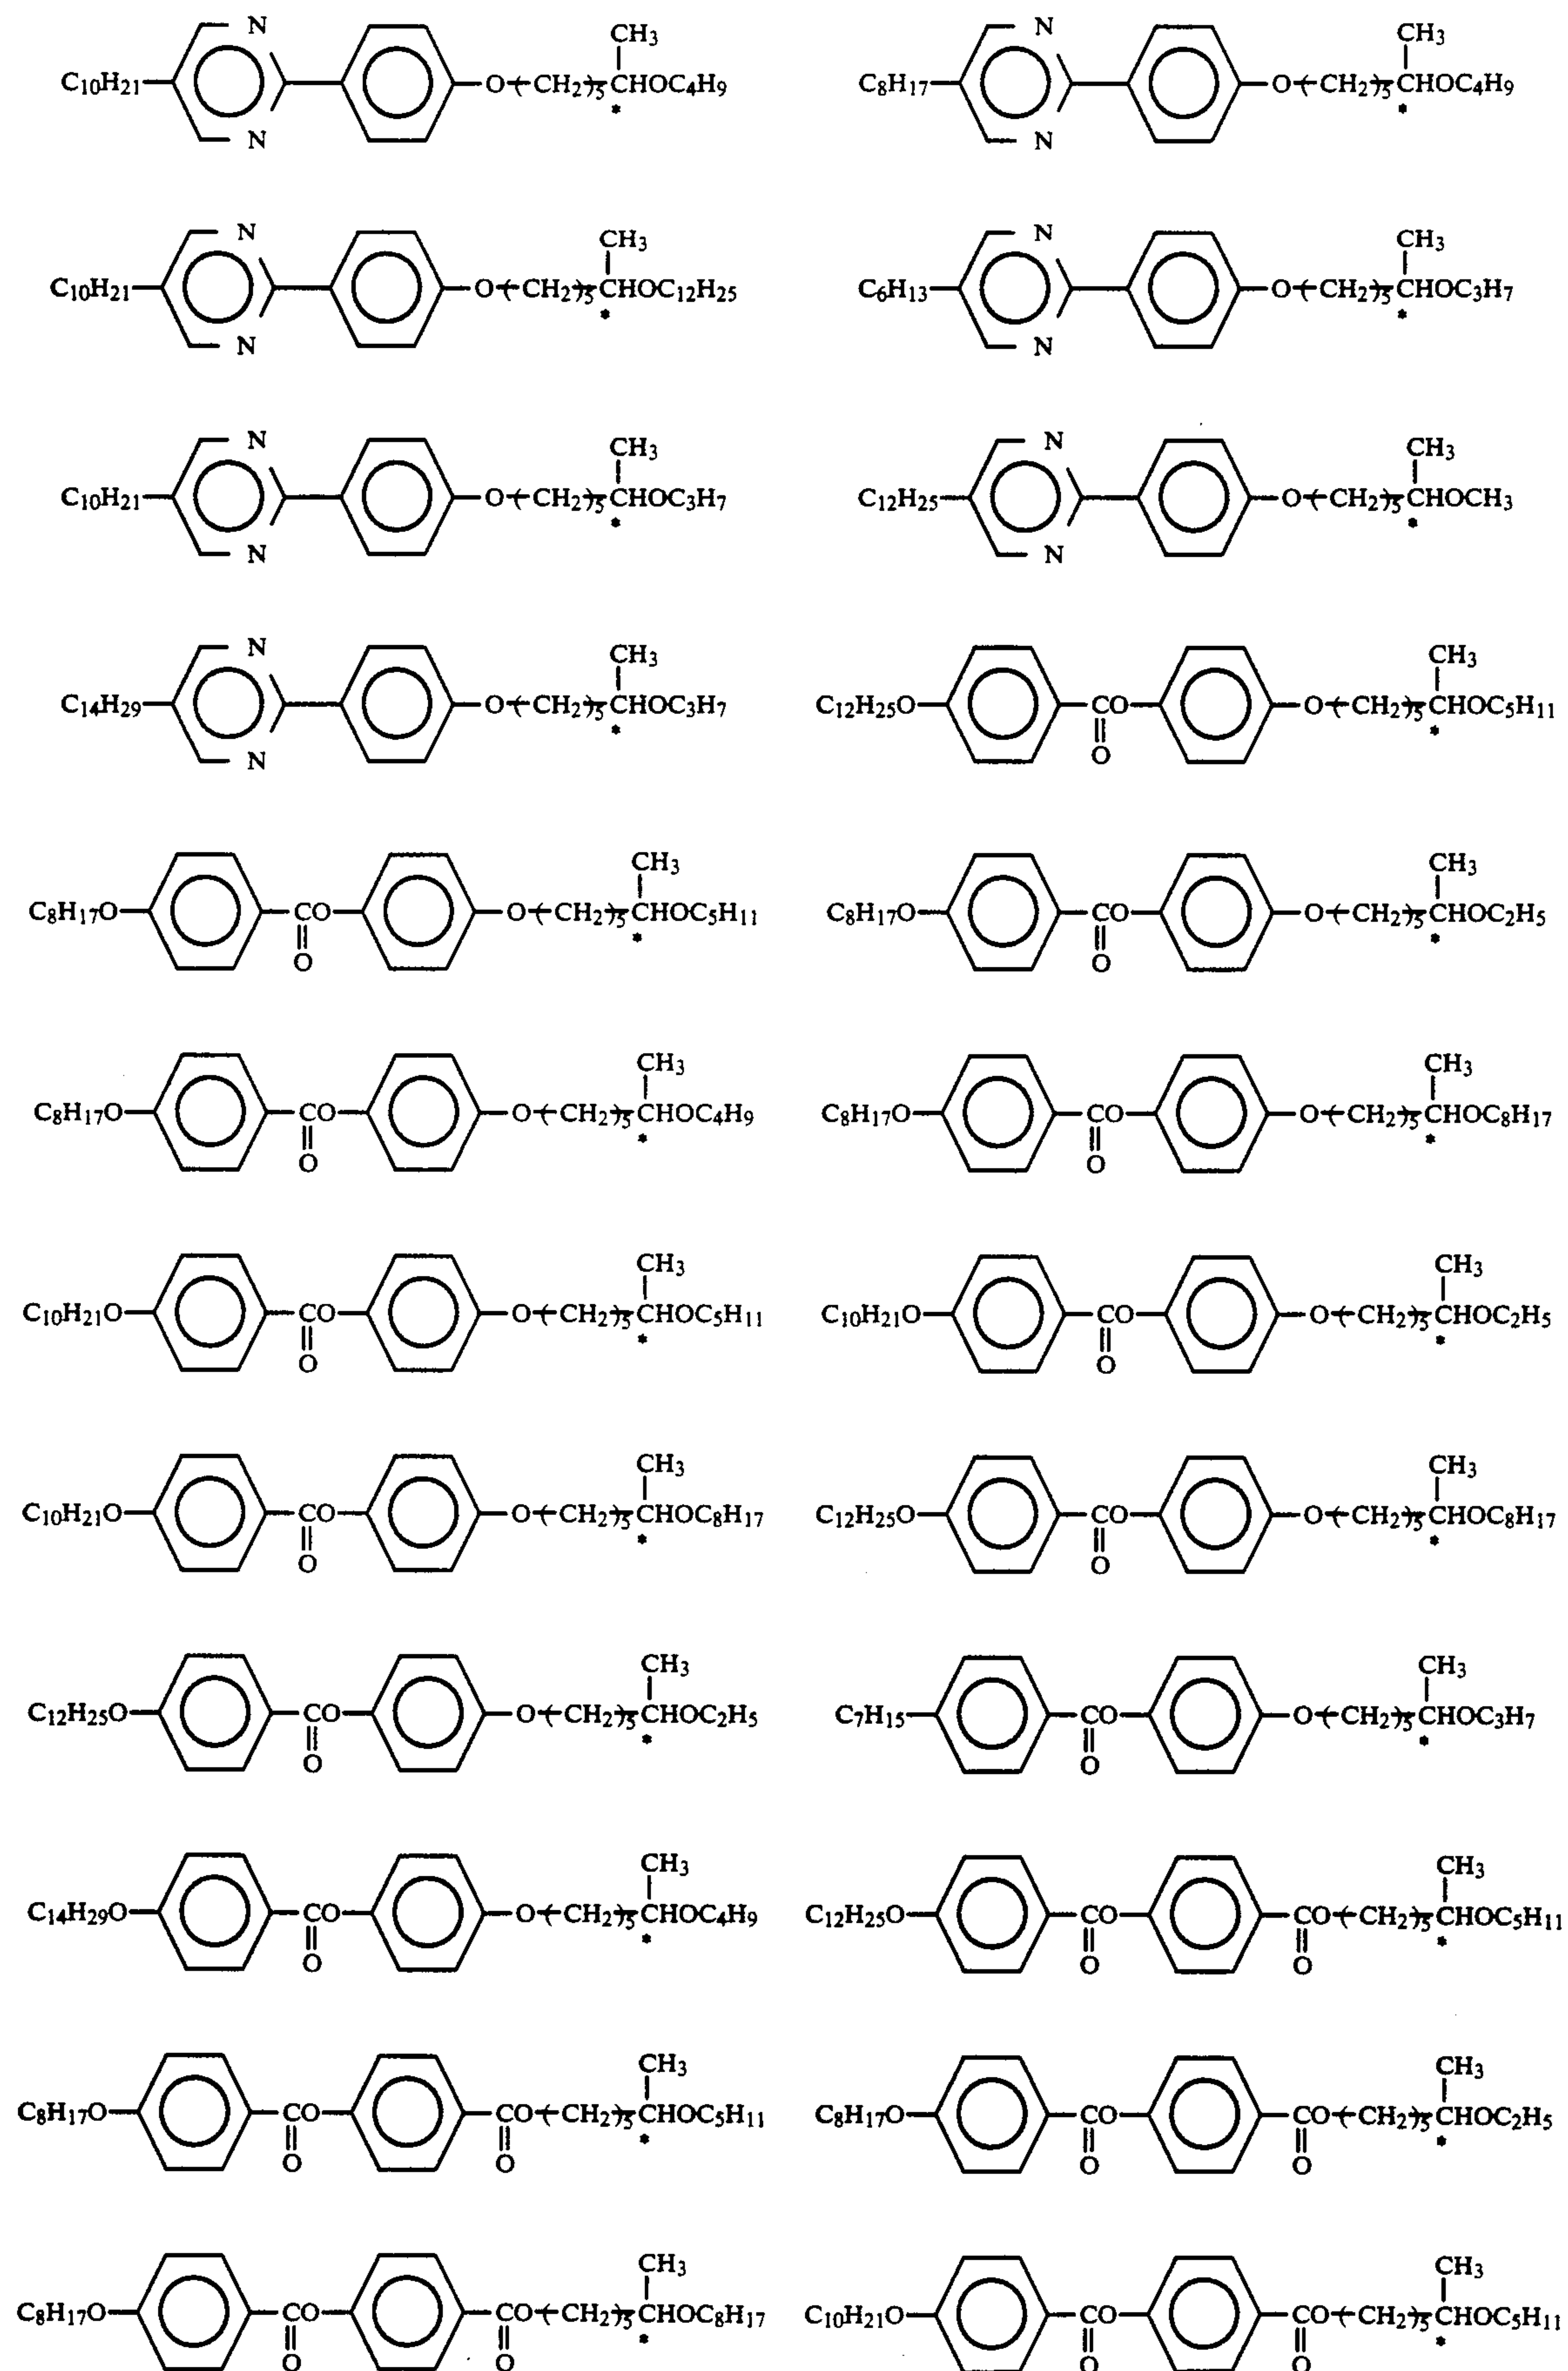 N CH3 N CH3
C10H21 O(CH2)5CHOC4H9 C8H17 O(CH2)5CHOC4H9
N * N *
N CH3 N CH3
C10H21 O(CH2)5CHOC12H25 C6H13 O(CH2)5CHOC3H7
N * N *
N CH3 N CH3
C10H21 O(CH2)5CHOC3H7 C12H25 O(CH2)5CHOCH3
N * N *
N CH3 CH3
C14H29 O(CH2)5CHOC3H7 C12H25O CO O(CH2)5CHOC5H11
N * O *
CH3 CH3
C8H17O CO O(CH2)5CHOC5H11 C8H17O CO O(CH2)5CHOC2H5
O * O *
CH3 CH3
C8H17O CO O(CH2)5CHOC4H9 C8H17O CO O(CH2)5CHOC8H17
O * O *
CH3 CH3
C10H21O CO O(CH2)5CHOC5H11 C10H21O CO O(CH2)5CHOC2H5
O * O *
CH3 CH3
C10H21O CO O(CH2)5CHOC8H17 C12H25O CO O(CH2)5CHOC8H17
O * O *
CH3 CH3
C12H25O CO O(CH2)5CHOC2H5 C7H15 CO O(CH2)5CHOC3H7
O * O *
CH3 CH3
C14H29O CO O(CH2)5CHOC4H9 C12H25O CO CO(CH2)5CHOC5H11
O * O O *
CH3 CH3
C8H17O CO CO(CH2)5CHOC5H11 C8H17O CO CO(CH2)5CHOC2H5
O O * O O *
CH3 CH3
C8H17O CO CO(CH2)5CHOC8H17 C10H21O CO CO(CH2)5CHOC5H11
O O * O O *